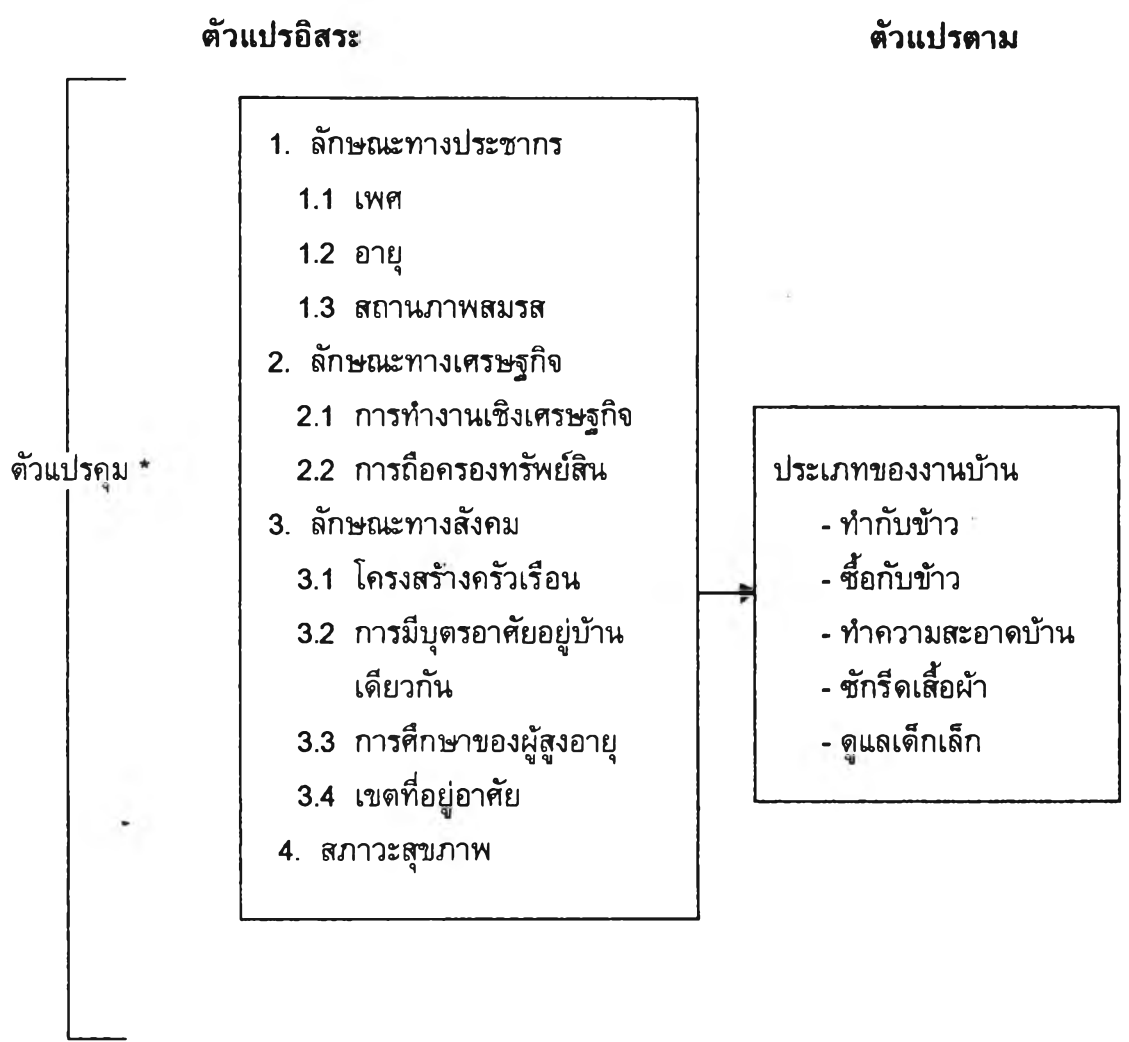 ตัวแปรอิสระ
ตัวแปรตาม
ตัวแปรคุม *
1. ลักษณะทางประชากร
1.1 เพศ
1.2 อายุ
1.3 สถานภาพสมรส
2. ลักษณะทางเศรษฐกิจ
2.1 การทำงานเชิงเศรษฐกิจ
2.2 การถือครองทรัพย์สิน
3. ลักษณะทางสังคม
3.1 โครงสร้างครัวเรือน
3.2 การมีบุตรอาศัยอยู่บ้าน
เดียวกัน
3.3 การศึกษาของผู้สูงอายุ
3.4 เขตที่อยู่อาศัย
4. สภาวะสุขภาพ
ประเภทของงานบ้าน
- ทำกับข้าว
- ซื้อกับข้าว
- ทำความสะอาดบ้าน
- ซักรีดเสื้อผ้า
- ดูแลเด็กเล็ก